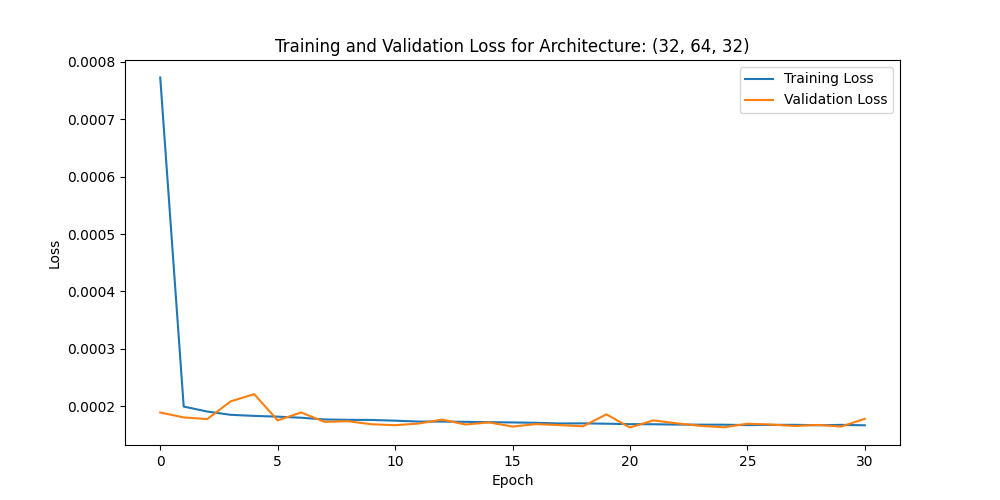 Training and Validation Loss for Architecture: (32, 64, 32)
Training Loss
Validation Loss
Loss
0.0008
0.0007
0.0006
0.0005
0.0004
0.0003
0.0002
0 5 10 15 20 25 30
Epoch